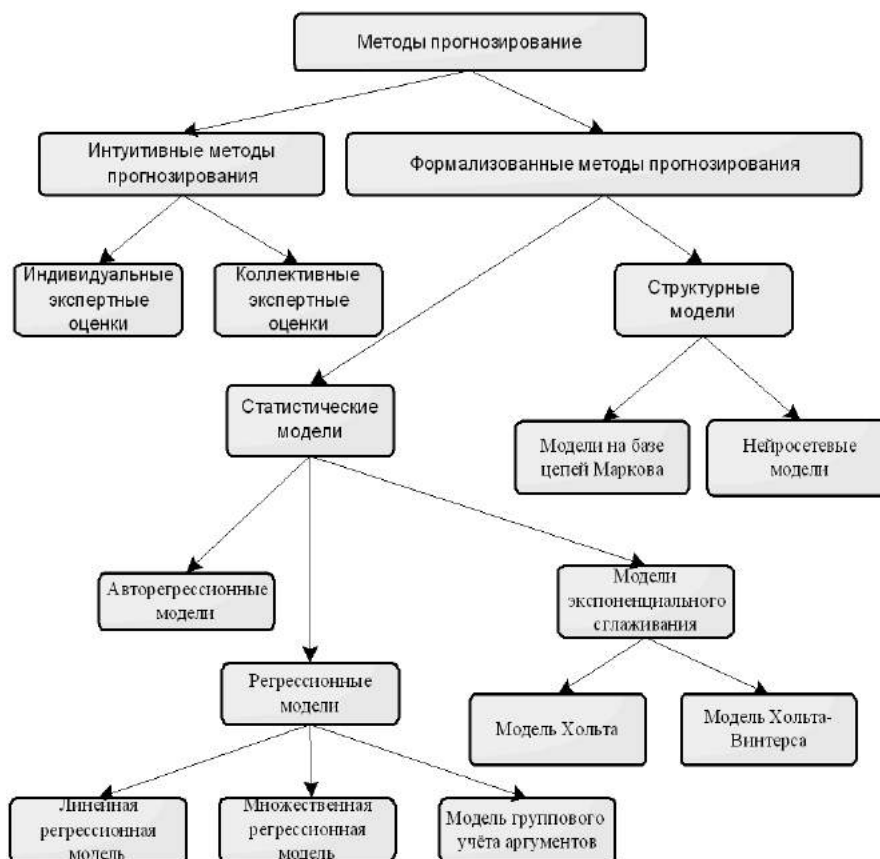 Методы прогнозирование
Интуитивные методы
прогнозирования
Формализованные методы прогнозирования
Индивидуальные
экспертные
оценки
Коллективные
экспертные
оценки
Структурные
модели
Статистические
модели
Модели на базе
цепей Маркова
Нейросетевые
модели
Авторегрессионные
модели
Модели
экспоненциального
сглаживания
Регрессионные
модели
Модель Хольта
Модель Хольта-
Винтерса
Линейная
регрессионная
модель
Множественная
регрессионная
модель
Модель группового
учёта аргументов